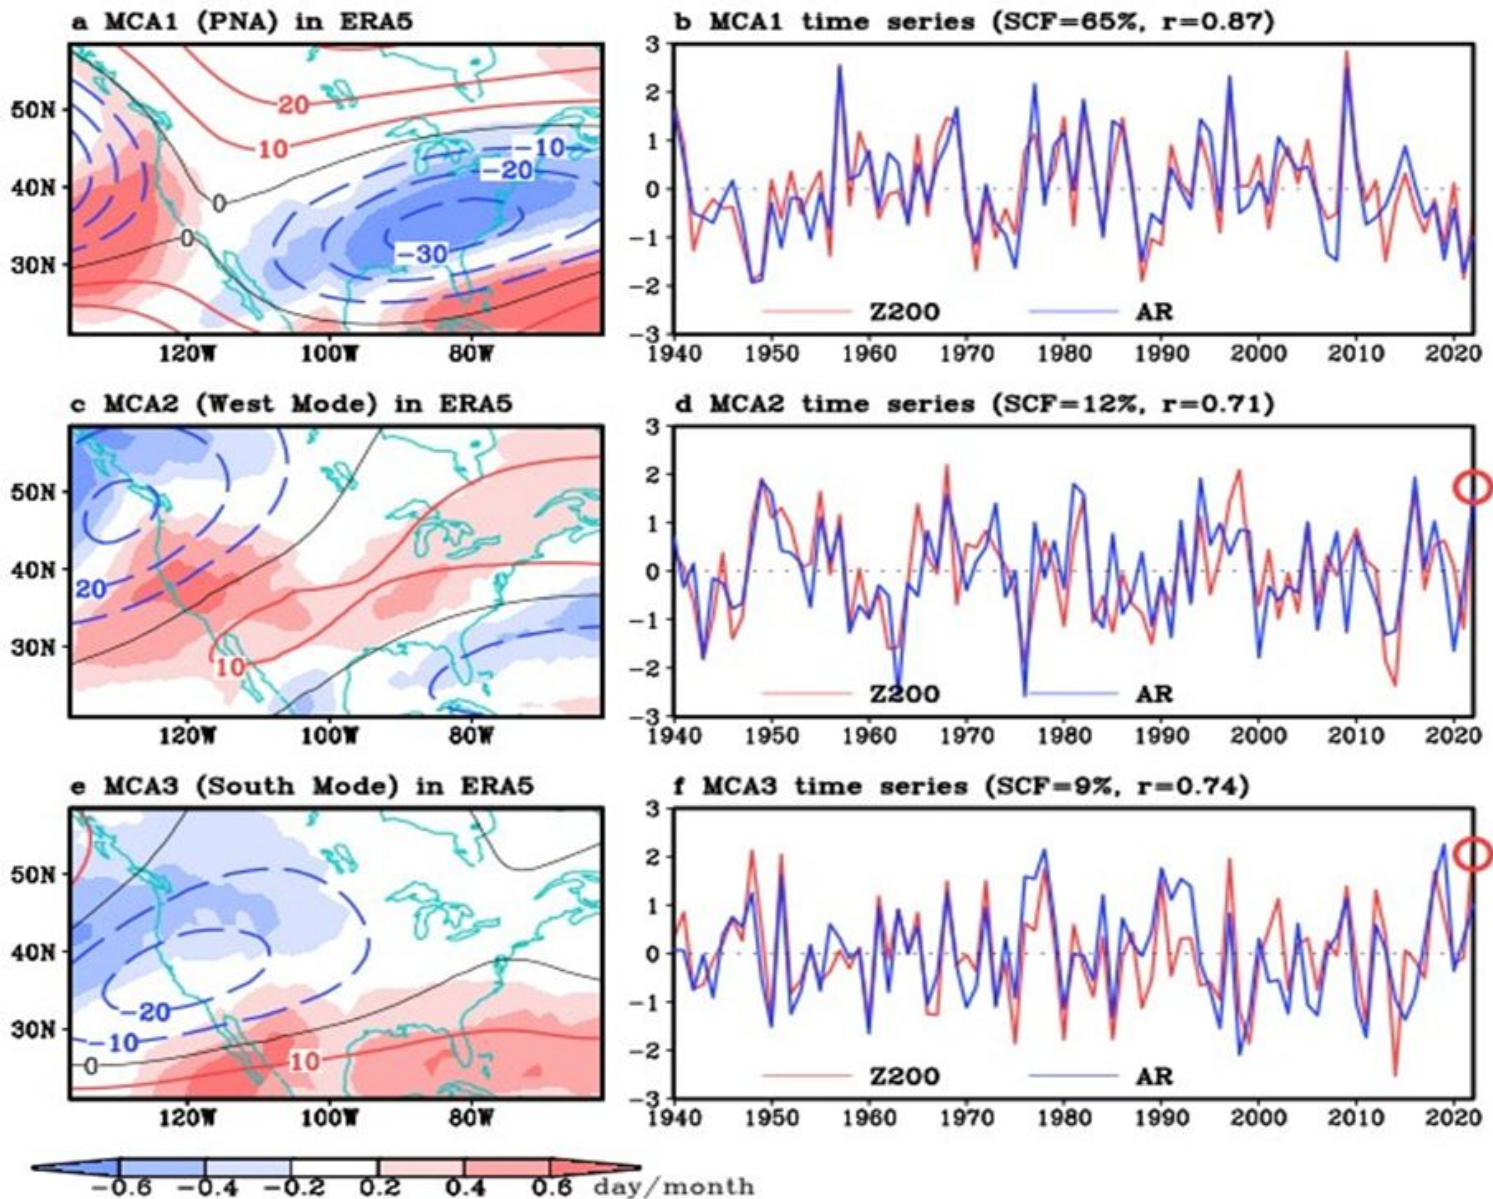 a MCA1 (PNA) in ERA5
50N
40N
30N
20
10
0
0
−10
−20
−30
120W 100W 80W
b MCA1 time series (SCF=65%, r=0.87)
3
2
1
0
−1
−2
−3
Z200 AR
1940 1950 1960 1970 1980 1990 2000 2010 2020
c MCA2 (West Mode) in ERA5
50N
40N
30N
20
10
120W 100W 80W
d MCA2 time series (SCF=12%, r=0.71)
3
2
1
0
−1
−2
−3
Z200 AR
1940 1950 1960 1970 1980 1990 2000 2010 2020
e MCA3 (South Mode) in ERA5
50N
40N
30N
−20
−10
0
10
120W 100W 80W
f MCA3 time series (SCF=9%, r=0.74)
3
2
1
0
−1
−2
−3
Z200 AR
1940 1950 1960 1970 1980 1990 2000 2010 2020
−0.6 −0.4 −0.2 0.2 0.4 0.6 day/month